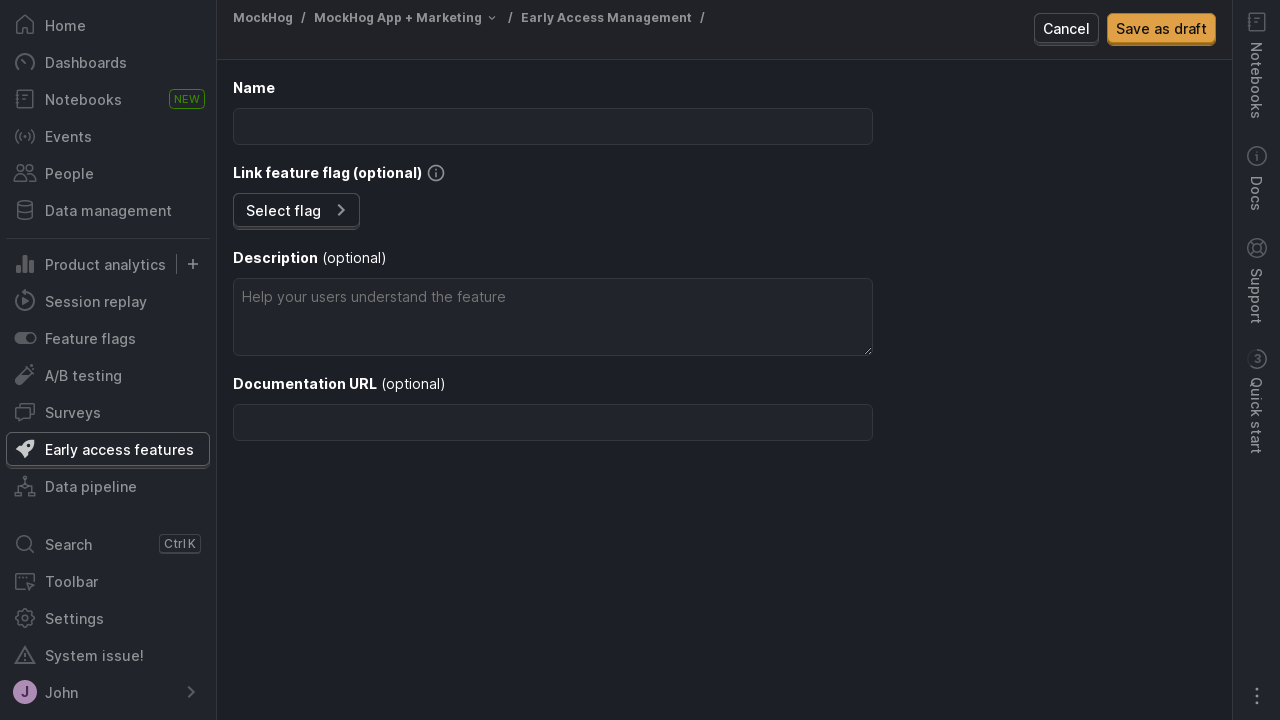 Home
Dashboards
Notebooks NEW
Events
People
Data management
Product analytics
Session replay
Feature flags
A/B testing
Surveys
Early access features
Data pipeline
Search Ctrl K
Toolbar
Settings
System issue!
J John
MockHog / MockHog App + Marketing / Early Access Management /
Cancel Save as draft
Name
Link feature flag (optional)
Select flag
Description (optional)
Help your users understand the feature
Documentation URL (optional)
Notebooks
Docs
Support
3 Quick start